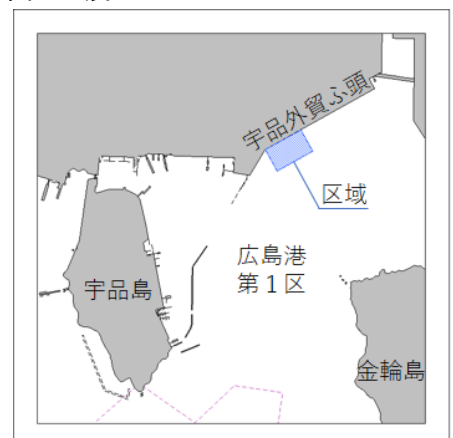 宇品外貿ふ頭
区域
広島港
第１区
宇品島
金輪島